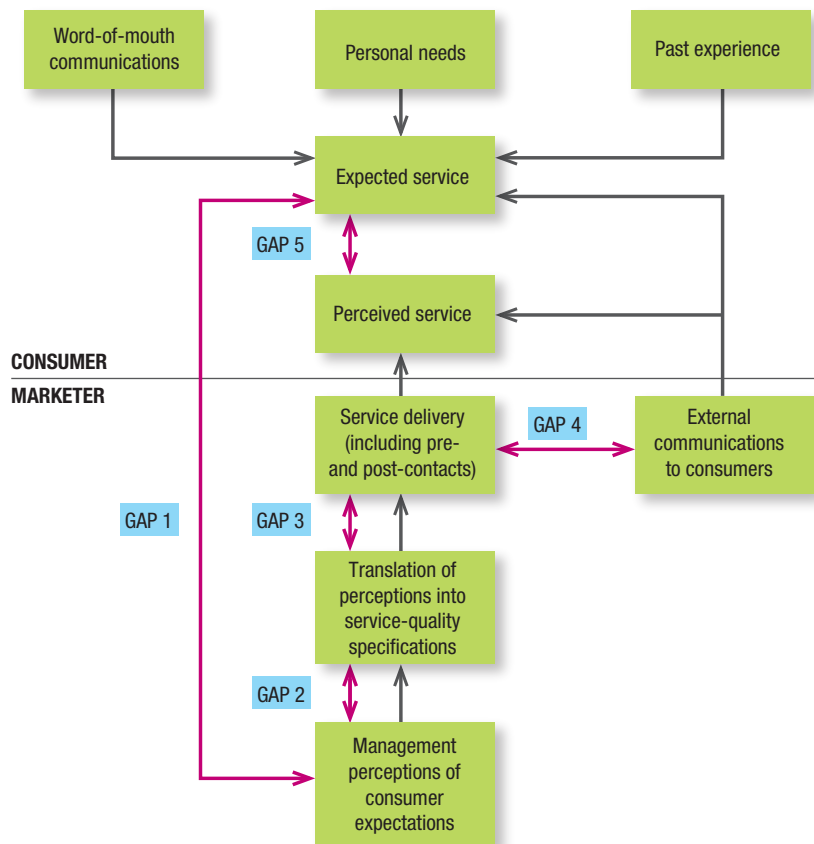 Word-of-mouth
communications
Personal needs
Past experience
Expected service
GAP 5
Perceived service
CONSUMER
MARKETER
Service delivery
(including pre-
and post-contacts)
GAP 4
External
communications
to consumers
GAP 1
GAP 3
Translation of
perceptions into
service-quality
specifications
GAP 2
Management
perceptions of
consumer
expectations